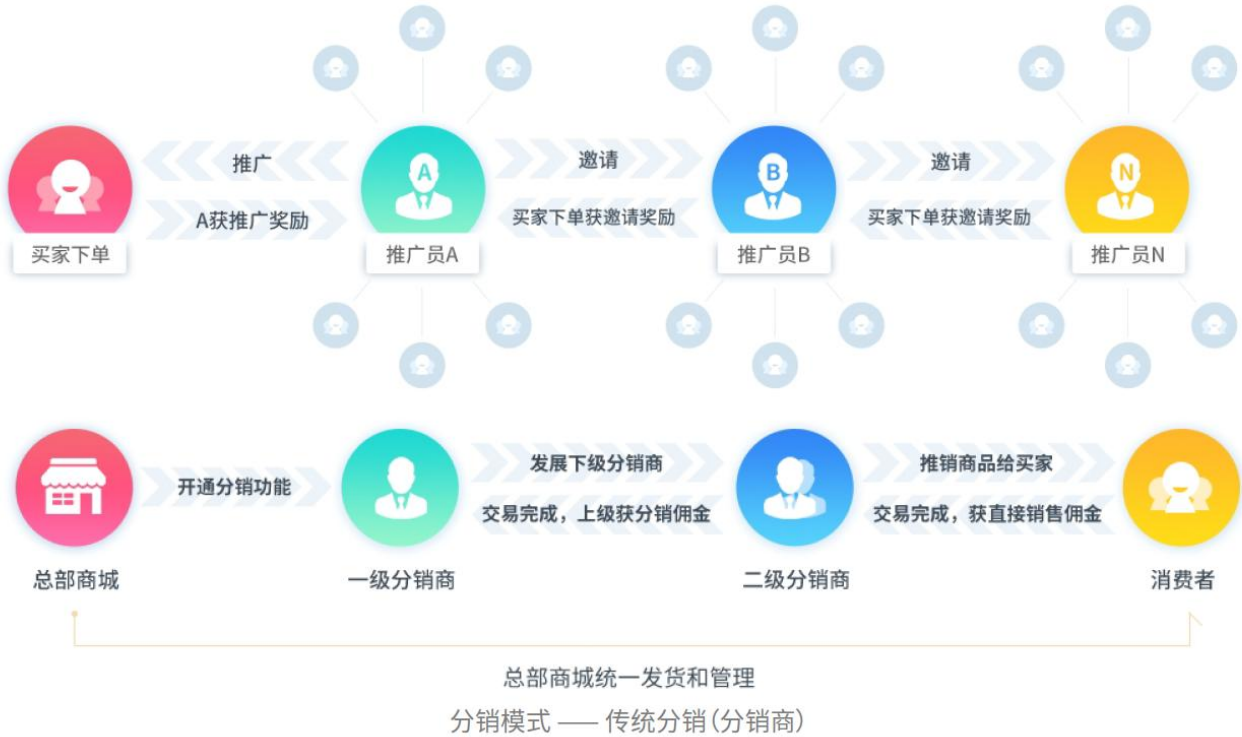 A
B
N
推广
邀请
邀请
A获推广奖励
买家下单获邀请奖励
买家下单获邀请奖励
买家下单
推广员A
推广员B
推广员N
开通分销功能
发展下级分销商
推销商品给买家
交易完成，上级获分销佣金
交易完成，获直接销售佣金
总部商城
一级分销商
二级分销商
消费者
总部商城统一发货和管理
分销模式 —— 传统分销（分销商）